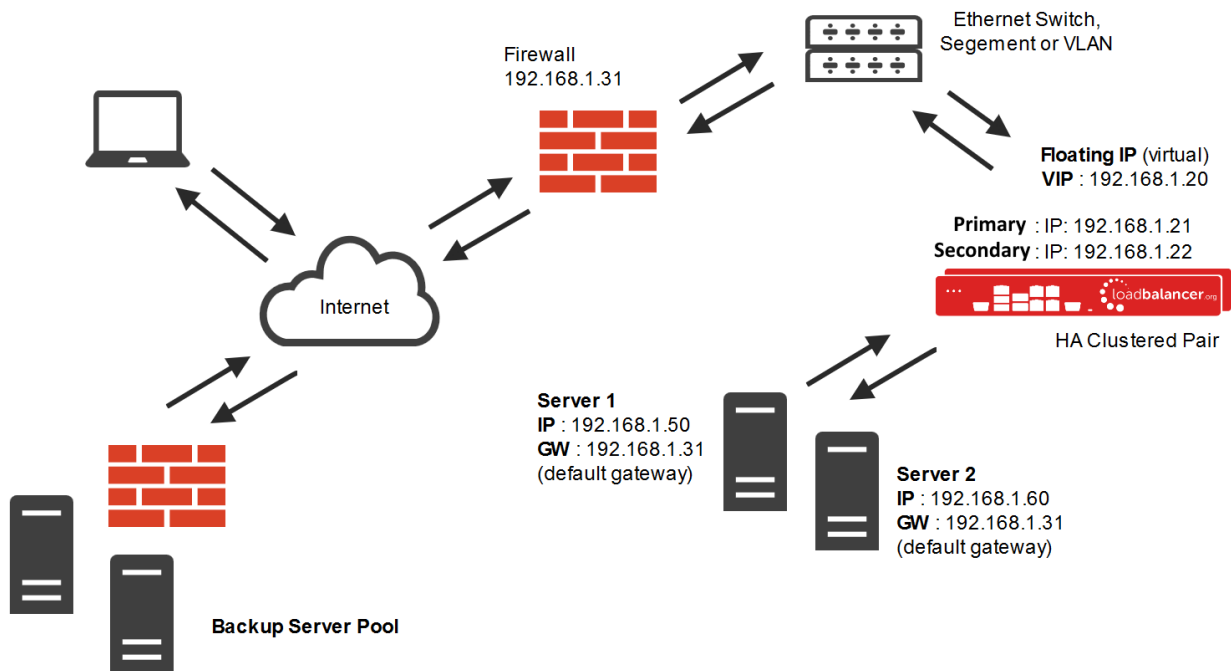 Ethernet Switch,
Segement or VLAN
Firewall
192.168.1.31
Floating IP (virtual)
VIP : 192.168.1.20
Primary : IP: 192.168.1.21
Secondary : IP: 192.168.1.22
loadbalancer.org
HA Clustered Pair
Internet
Server 1
IP : 192.168.1.50
GW : 192.168.1.31
(default gateway)
Server 2
IP : 192.168.1.60
GW : 192.168.1.31
(default gateway)
Backup Server Pool